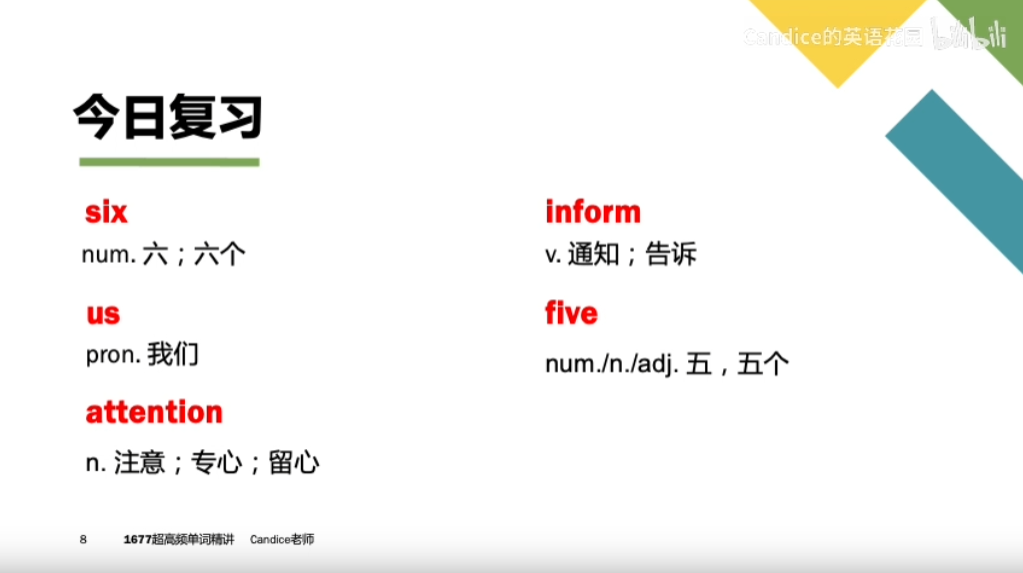 Candice的英语花园 bilibili
今日复习
six
num. 六；六个
us
pron. 我们
attention
n. 注意；专心；留心
inform
v. 通知；告诉
five
num./n./adj. 五，五个
8 1677超高频单词精讲 Candice老师